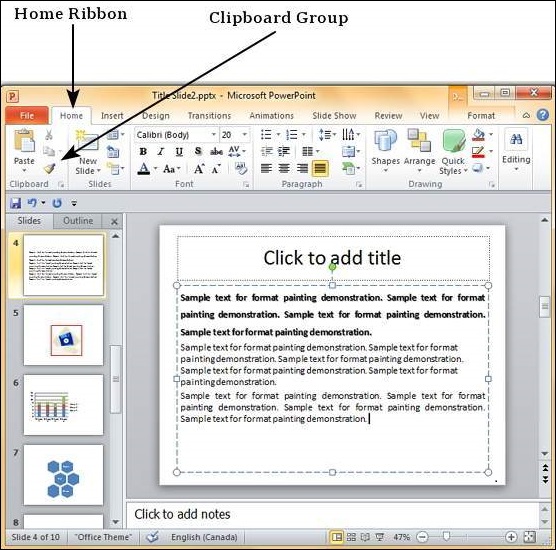 Home Ribbon
Clipboard Group
Title Slide2.pptx - Microsoft PowerPoint
File Home Insert Design Transitions Animations Slide Show Review View Format
Paste
New Slide
Calibri (Body) 20
B I U S abc AV
A Aa A A
Shapes Arrange Quick Styles
Editing
Clipboard Slides Font Paragraph Drawing
Slides Outline
4
5
6
7
8
Click to add title
Sample text for format painting demonstration. Sample text for format
painting demonstration. Sample text for format painting demonstration.
Sample text for format painting demonstration.
Sample text for format painting demonstration. Sample text for format
painting demonstration. Sample text for format painting demonstration.
Sample text for format painting demonstration. Sample text for format
painting demonstration.
Sample text for format painting demonstration. Sample text for format
painting demonstration. Sample text for format painting demonstration.
Sample text for format painting demonstration.
Click to add notes
Slide 4 of 10 "Office Theme" English (Canada) 47%